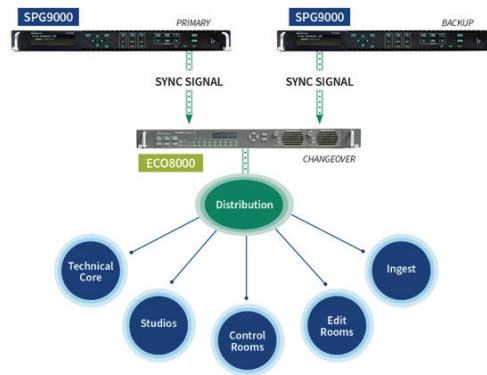 SPG9000
PRIMARY
SPG9000
BACKUP
SYNC SIGNAL
SYNC SIGNAL
ECO8000
CHANGEOVER
Distribution
Technical
Core
Studios
Control
Rooms
Edit
Rooms
Ingest